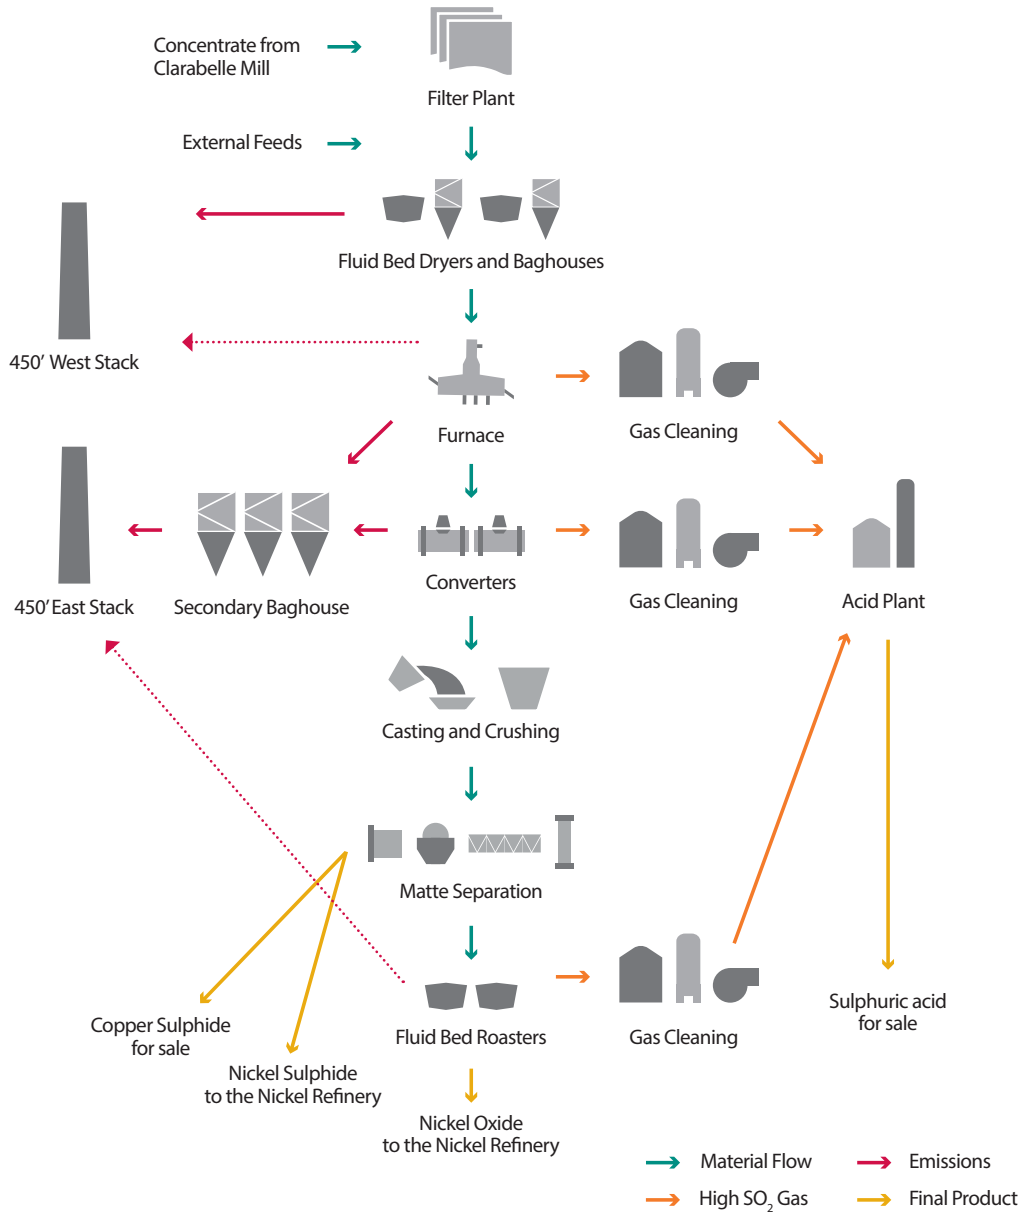 Concentrate from
Clarabelle Mill
Filter Plant
External Feeds
Fluid Bed Dryers and Baghouses
450' West Stack
Furnace
Gas Cleaning
450' East Stack
Secondary Baghouse
Converters
Gas Cleaning
Acid Plant
Casting and Crushing
Matte Separation
Copper Sulphide
for sale
Nickel Sulphide
to the Nickel Refinery
Fluid Bed Roasters
Gas Cleaning
Sulphuric acid
for sale
Nickel Oxide
to the Nickel Refinery
Material Flow
Emissions
High SO₂ Gas
Final Product